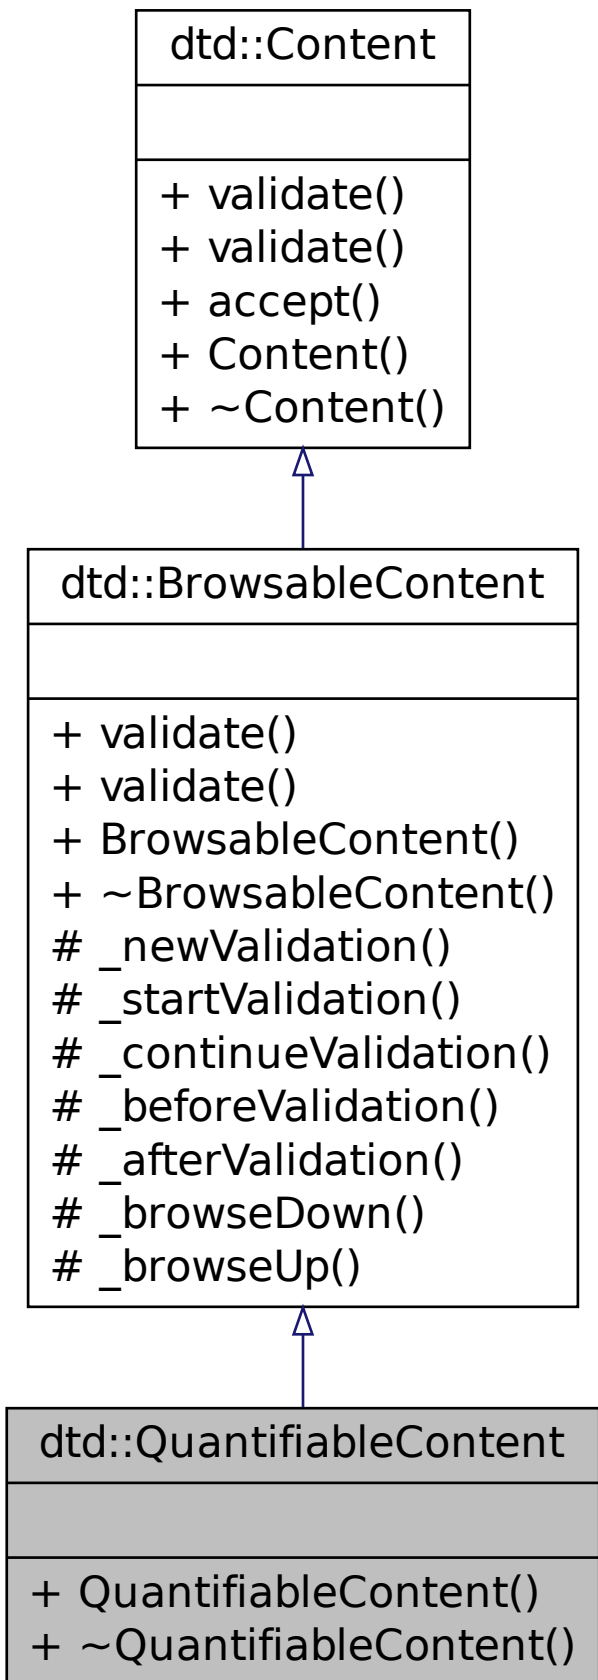 dtd::Content
+ validate()
+ validate()
+ accept()
+ Content()
+ ~Content()
dtd::BrowsableContent
+ validate()
+ validate()
+ BrowsableContent()
+ ~BrowsableContent()
# _newValidation()
# _startValidation()
# _continueValidation()
# _beforeValidation()
# _afterValidation()
# _browseDown()
# _browseUp()
dtd::QuantifiableContent
+ QuantifiableContent()
+ ~QuantifiableContent()